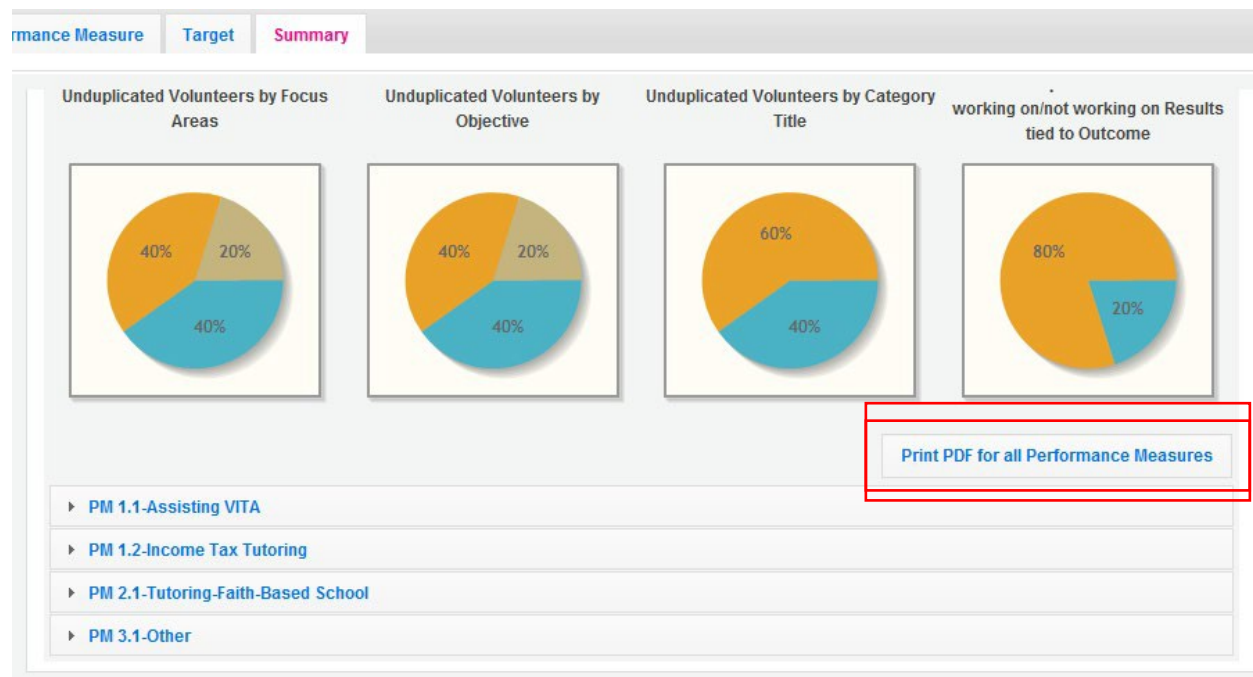 rmance Measure Target Summary
Unduplicated Volunteers by Focus
Areas
Unduplicated Volunteers by
Objective
Unduplicated Volunteers by Category
Title
working on/not working on Results
tied to Outcome
40% 20%
40%
40% 20%
40%
60%
40%
80%
20%
Print PDF for all Performance Measures
PM 1.1-Assisting VITA
PM 1.2-Income Tax Tutoring
PM 2.1-Tutoring-Faith-Based School
PM 3.1-Other